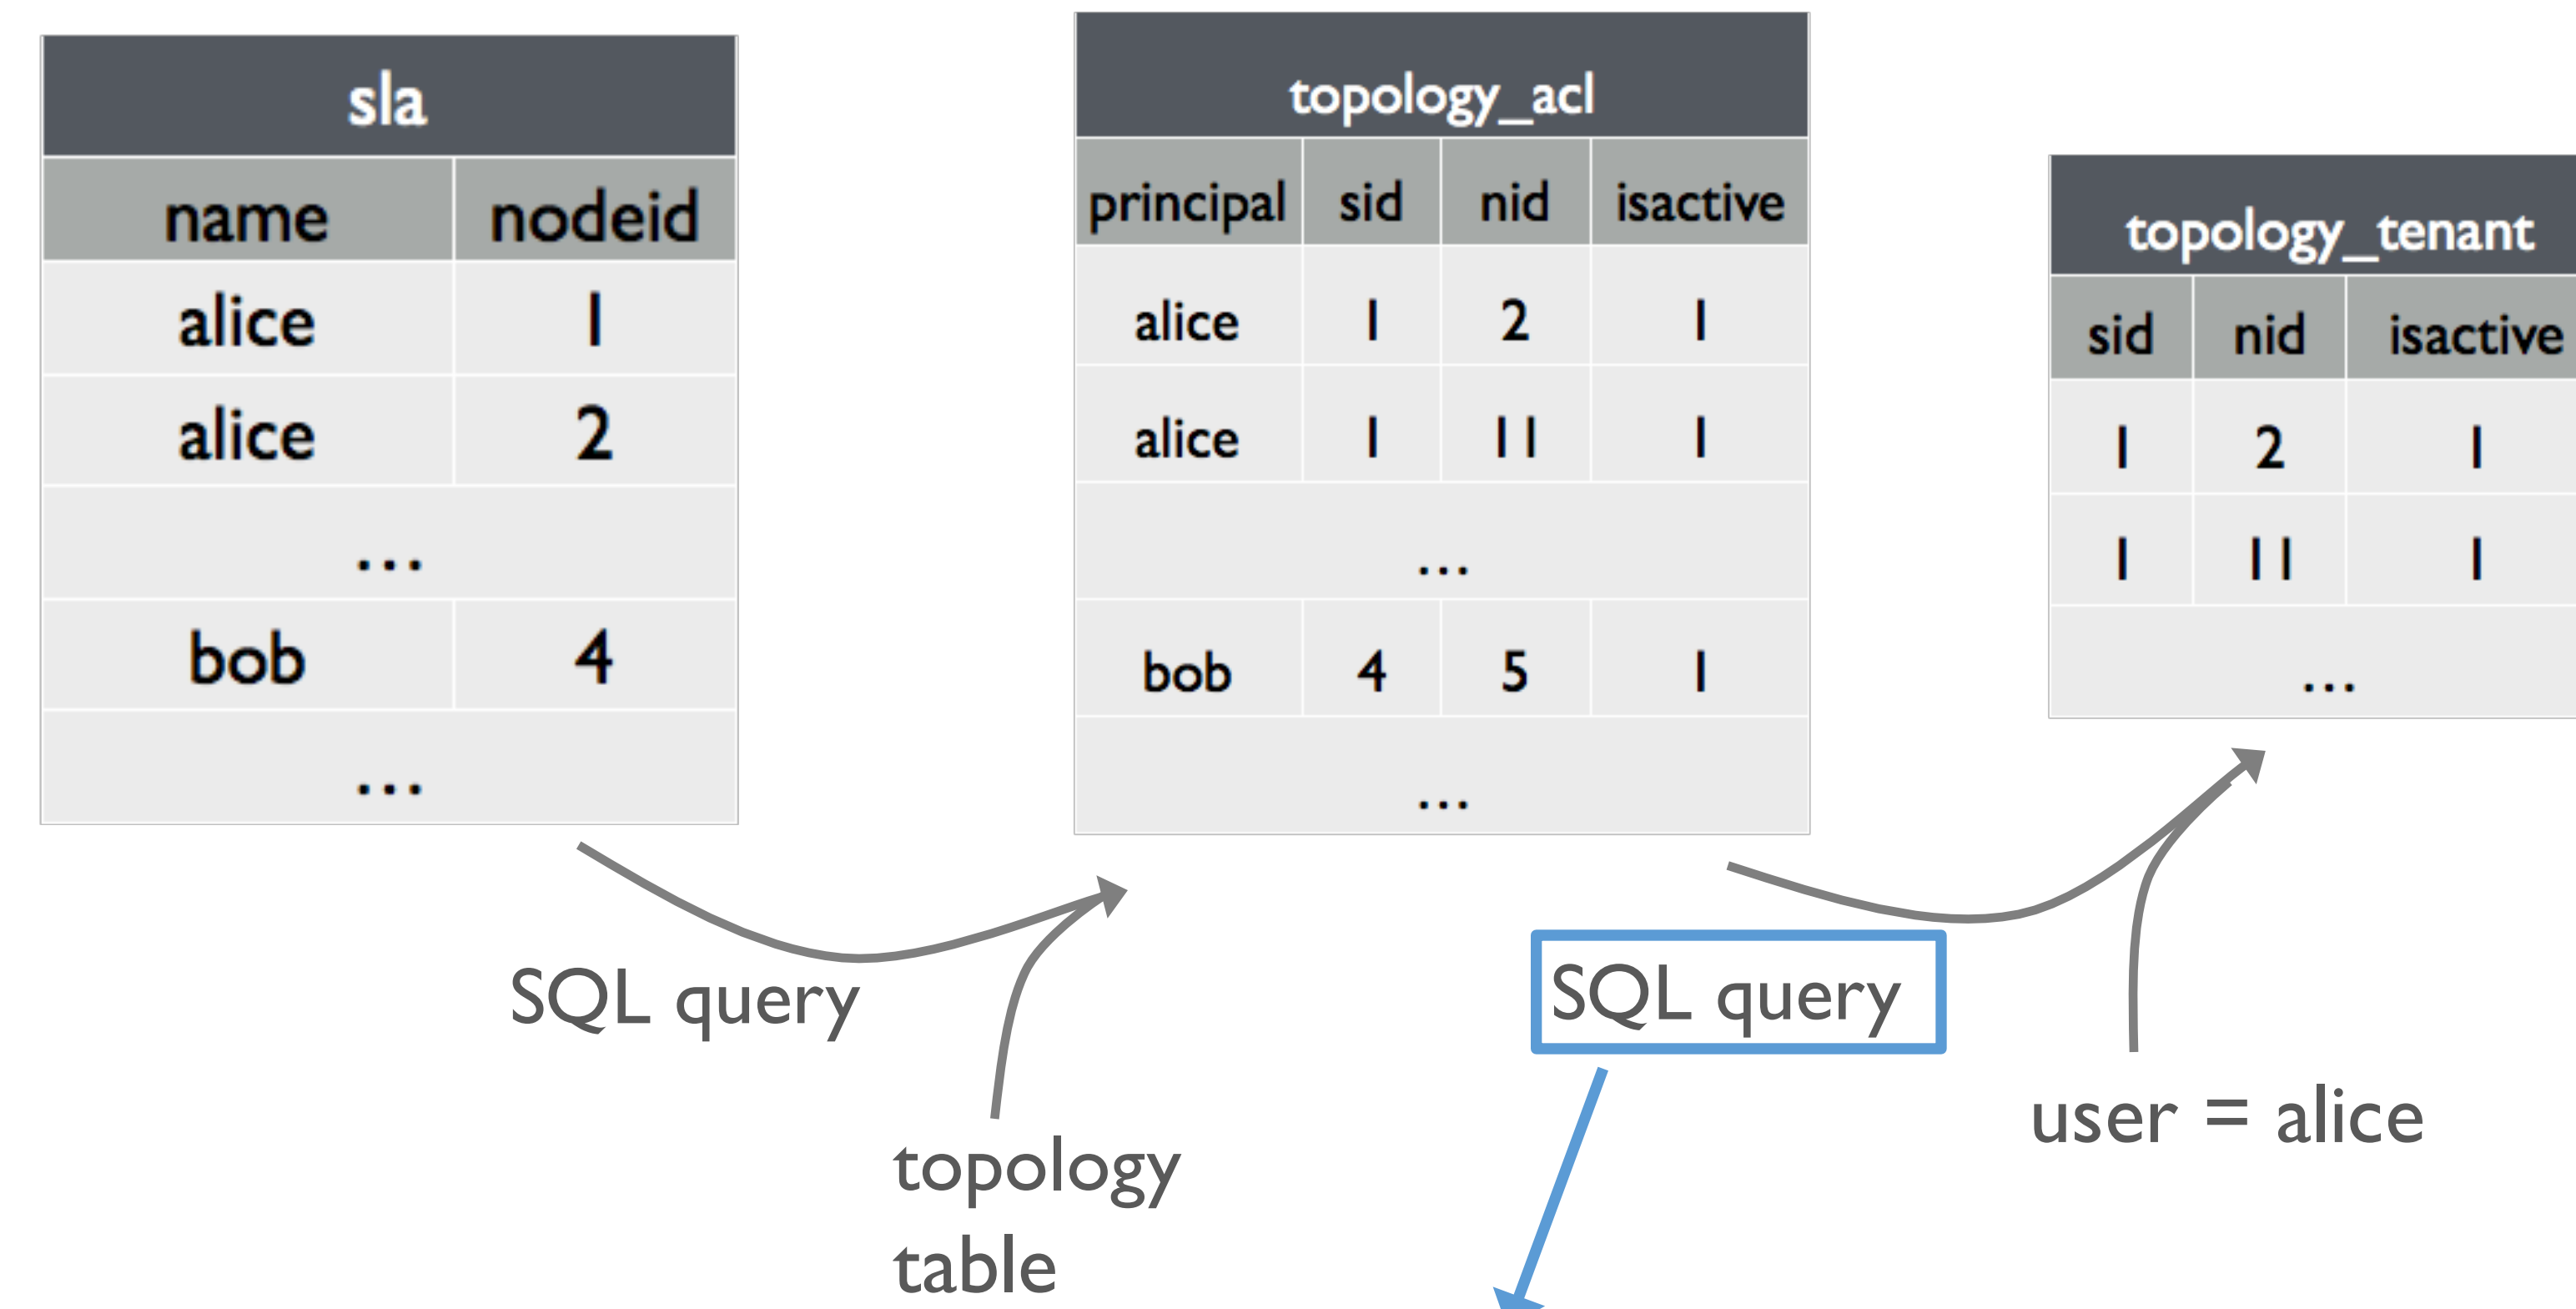 sla
name nodeid
alice 1
alice 2
...
bob 4
...
topology_acl
principal sid nid isactive
alice 1 2 1
alice 1 11 1
...
bob 4 5 1
...
topology_tenant
sid nid isactive
1 2 1
1 11 1
...
SQL query
topology
table
SQL query
user = alice